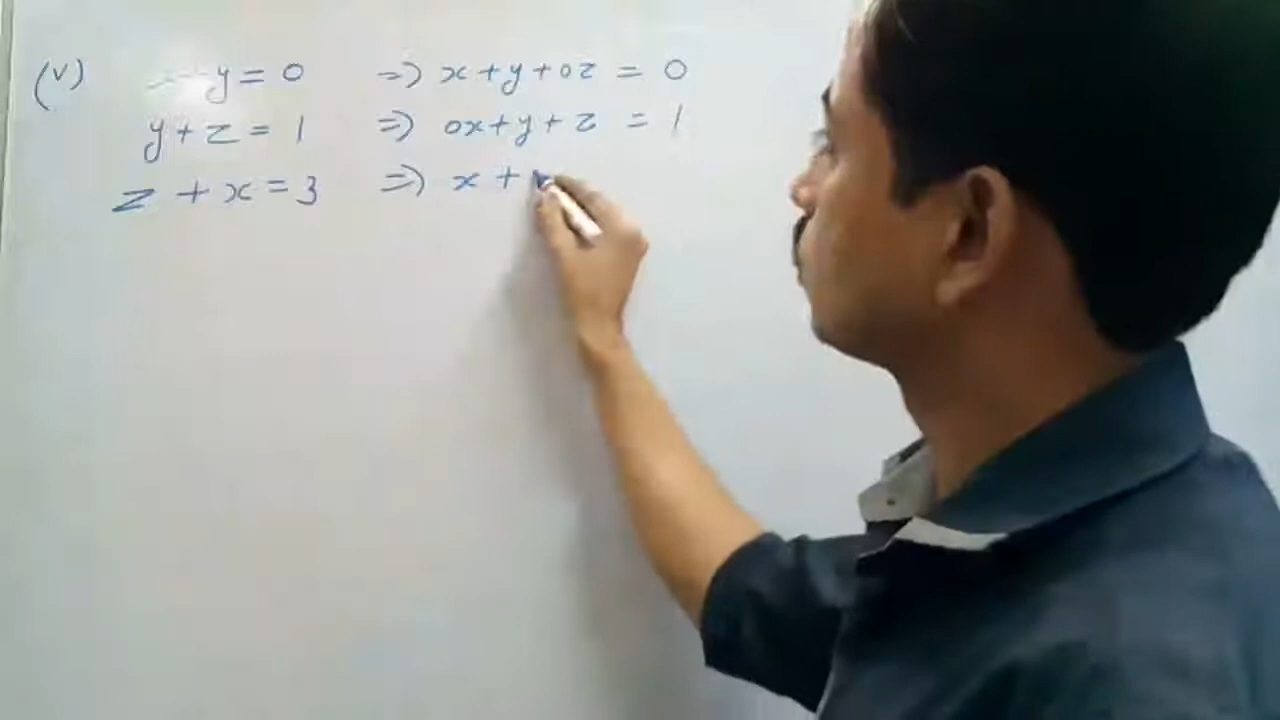 (v) y = 0 => x + y + 0z = 0
y + z = 1 => 0x + y + z = 1
z + x = 3 => x +